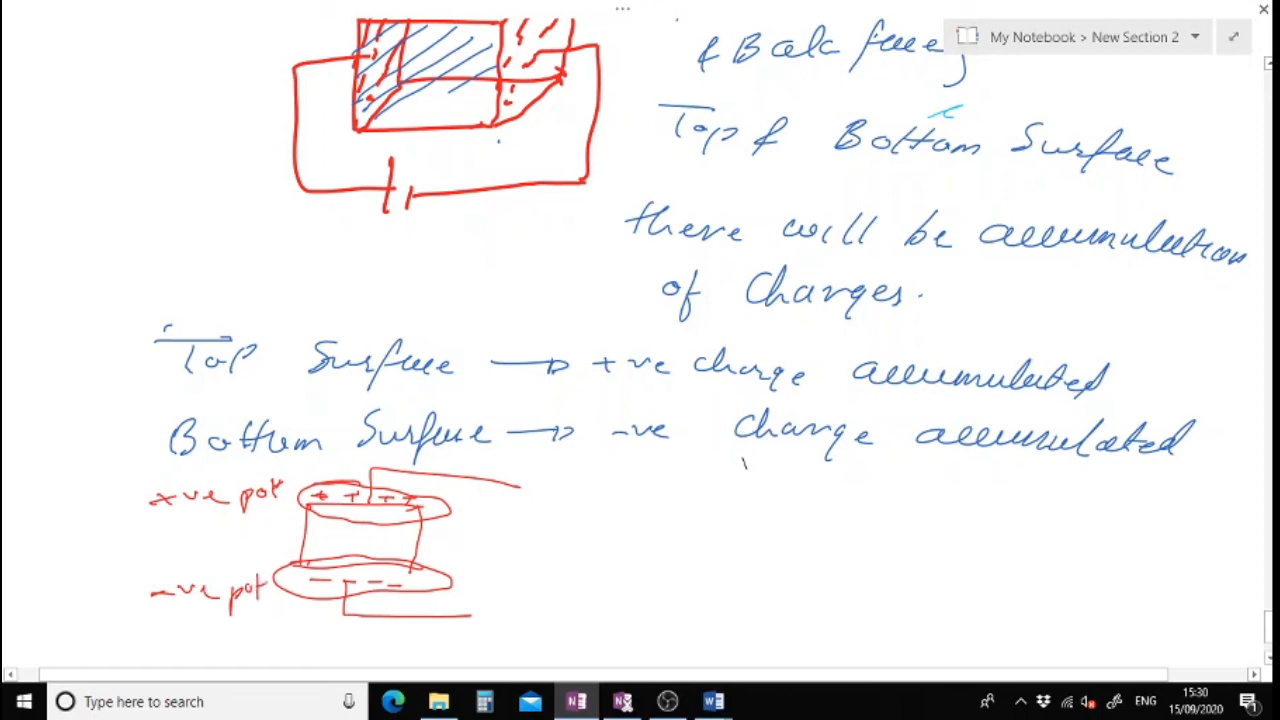 & Back face
My Notebook > New Section 2
Top & Bottom Surface
there will be accumulation
of Charges.
Top Surface → +ve charge accumulated
Bottom Surface → -ve charge accumulated
+ve pot
+ + + +
-ve pot
- - - -
Type here to search
ENG
15:30
15/09/2020
1